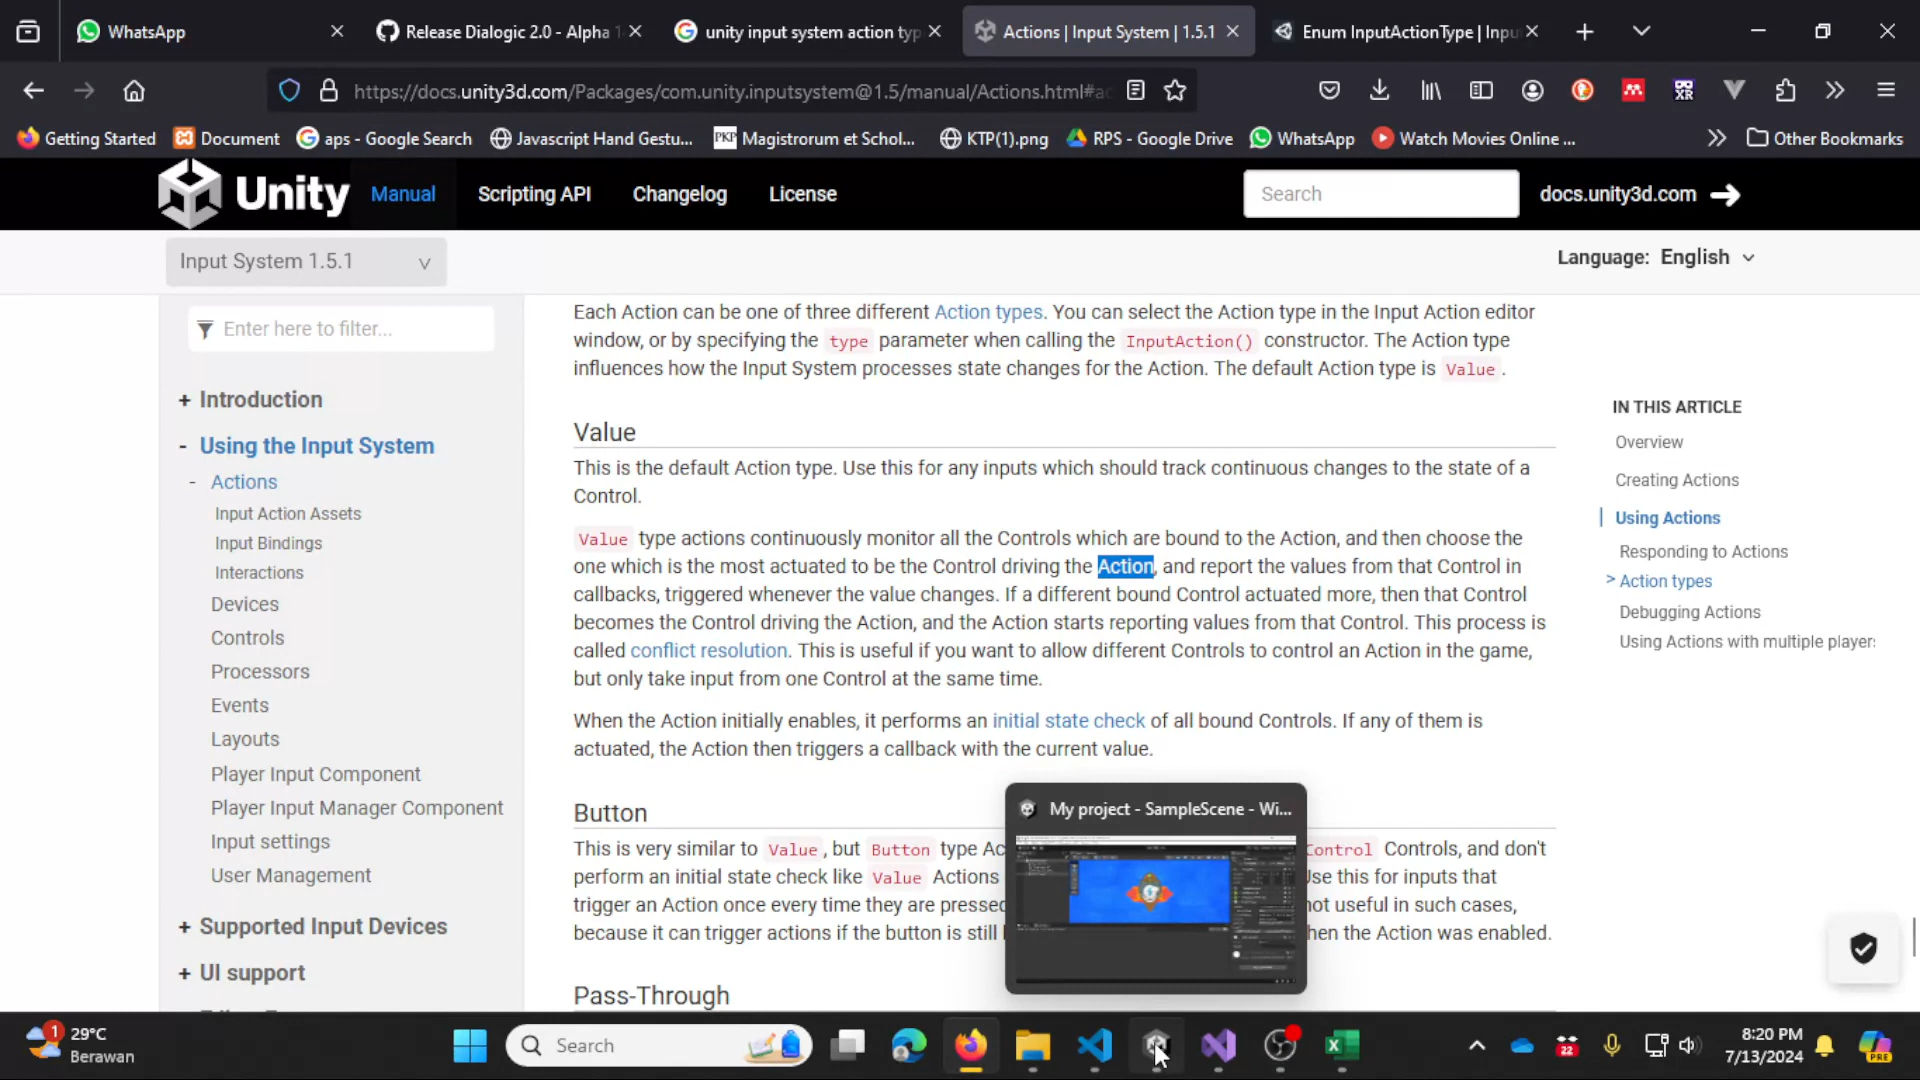 WhatsApp
Release Dialogic 2.0 - Alpha 1
unity input system action typ
Actions | Input System | 1.5.1
Enum InputActionType | Inpu
https://docs.unity3d.com/Packages/com.unity.inputsystem@1.5/manual/Actions.html#ac
Getting Started
Document
aps - Google Search
Javascript Hand Gestu...
PKP Magistrorum et Schol...
KTP(1).png
RPS - Google Drive
WhatsApp
Watch Movies Online ...
Other Bookmarks
Unity
Manual
Scripting API
Changelog
License
Search
docs.unity3d.com
Input System 1.5.1
Language: English
Enter here to filter...
+ Introduction
- Using the Input System
- Actions
Input Action Assets
Input Bindings
Interactions
Devices
Controls
Processors
Events
Layouts
Player Input Component
Player Input Manager Component
Input settings
User Management
+ Supported Input Devices
+ UI support
Each Action can be one of three different Action types. You can select the Action type in the Input Action editor
window, or by specifying the type parameter when calling the InputAction() constructor. The Action type
influences how the Input System processes state changes for the Action. The default Action type is Value .
Value
This is the default Action type. Use this for any inputs which should track continuous changes to the state of a
Control.
Value type actions continuously monitor all the Controls which are bound to the Action, and then choose the
one which is the most actuated to be the Control driving the Action, and report the values from that Control in
callbacks, triggered whenever the value changes. If a different bound Control actuated more, then that Control
becomes the Control driving the Action, and the Action starts reporting values from that Control. This process is
called conflict resolution. This is useful if you want to allow different Controls to control an Action in the game,
but only take input from one Control at the same time.
When the Action initially enables, it performs an initial state check of all bound Controls. If any of them is
actuated, the Action then triggers a callback with the current value.
Button
This is very similar to Value , but Button type Ac Control Controls, and don't
perform an initial state check like Value Actions Use this for inputs that
trigger an Action once every time they are pressed not useful in such cases,
because it can trigger actions if the button is still hen the Action was enabled.
Pass-Through
IN THIS ARTICLE
Overview
Creating Actions
Using Actions
Responding to Actions
> Action types
Debugging Actions
Using Actions with multiple players
My project - SampleScene - Wi...
1
29°C
Berawan
Search
22
8:20 PM
7/13/2024
PRE